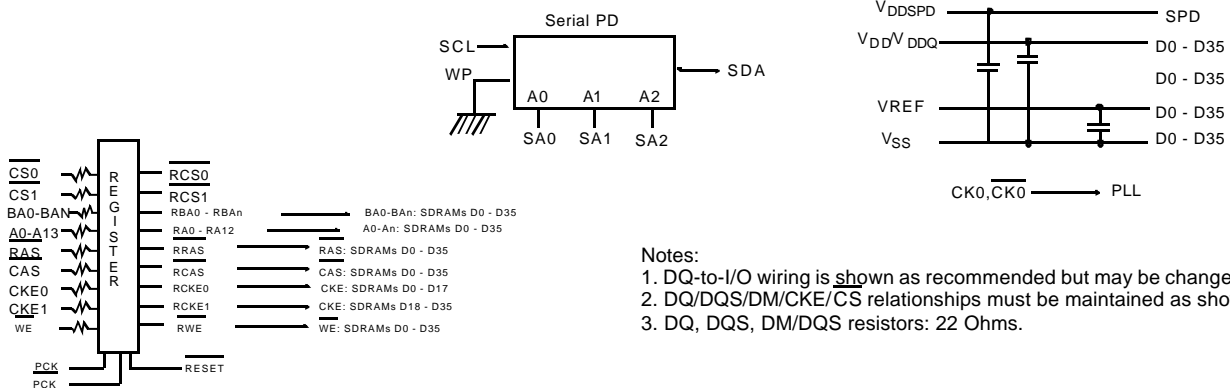 Serial PD
SCL
WP
A0 A1 A2
SA0 SA1 SA2
SDA
VDDSPD SPD
VDD/VDDQ D0 - D35
D0 - D35
VREF D0 - D35
VSS D0 - D35
CK0, CK0 PLL
REGISTER
CS0 RCS0
CS1 RCS1
BA0-BAN RBA0 - RBAn BA0-BAn: SDRAMs D0 - D35
A0-A13 RA0 - RA12 A0-An: SDRAMs D0 - D35
RAS RRAS RAS: SDRAMs D0 - D35
CAS RCAS CAS: SDRAMs D0 - D35
CKE0 RCKE0 CKE: SDRAMs D0 - D17
CKE1 RCKE1 CKE: SDRAMs D18 - D35
WE RWE WE: SDRAMs D0 - D35
PCK RESET
PCK
Notes:
1. DQ-to-I/O wiring is shown as recommended but may be change
2. DQ/DQS/DM/CKE/CS relationships must be maintained as sho
3. DQ, DQS, DM/DQS resistors: 22 Ohms.